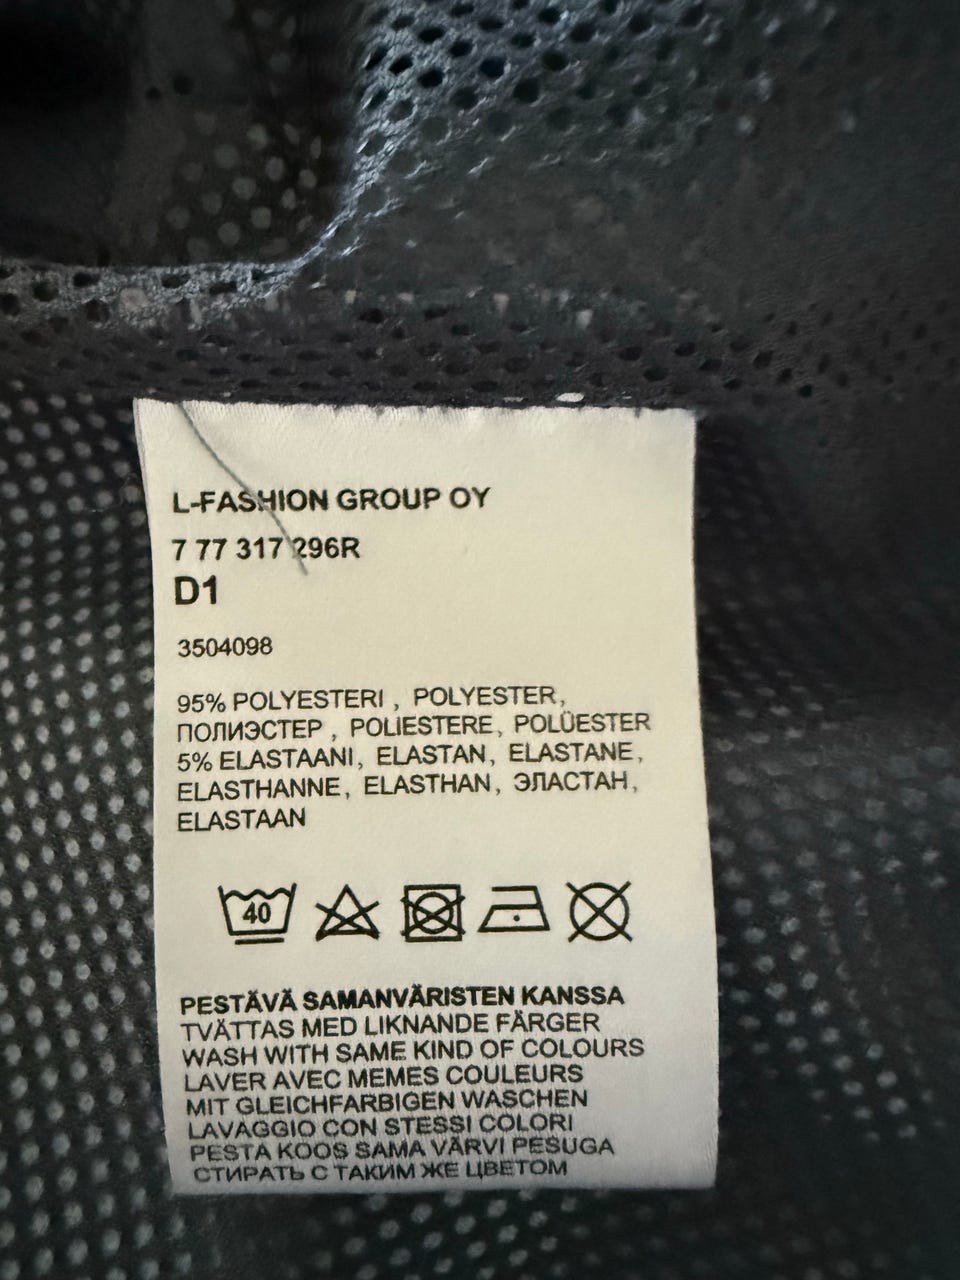 L-FASHION GROUP OY
7 77 317 296R
D1
3504098
95% POLYESTERI , POLYESTER,
ПОЛИЭСТЕР , POLIESTERE, POLÜESTER
5% ELASTAANI, ELASTAN, ELASTANE,
ELASTHANNE, ELASTHAN, ЭЛАСТАН,
ELASTAAN
40
PESTÄVÄ SAMANVÄRISTEN KANSSA
TVÄTTAS MED LIKNANDE FÄRGER
WASH WITH SAME KIND OF COLOURS
LAVER AVEC MEMES COULEURS
MIT GLEICHFARBIGEN WASCHEN
LAVAGGIO CON STESSI COLORI
PESTA KOOS SAMA VÄRVI PESUGA
СТИРАТЬ С ТАКИМ ЖЕ ЦВЕТОМ